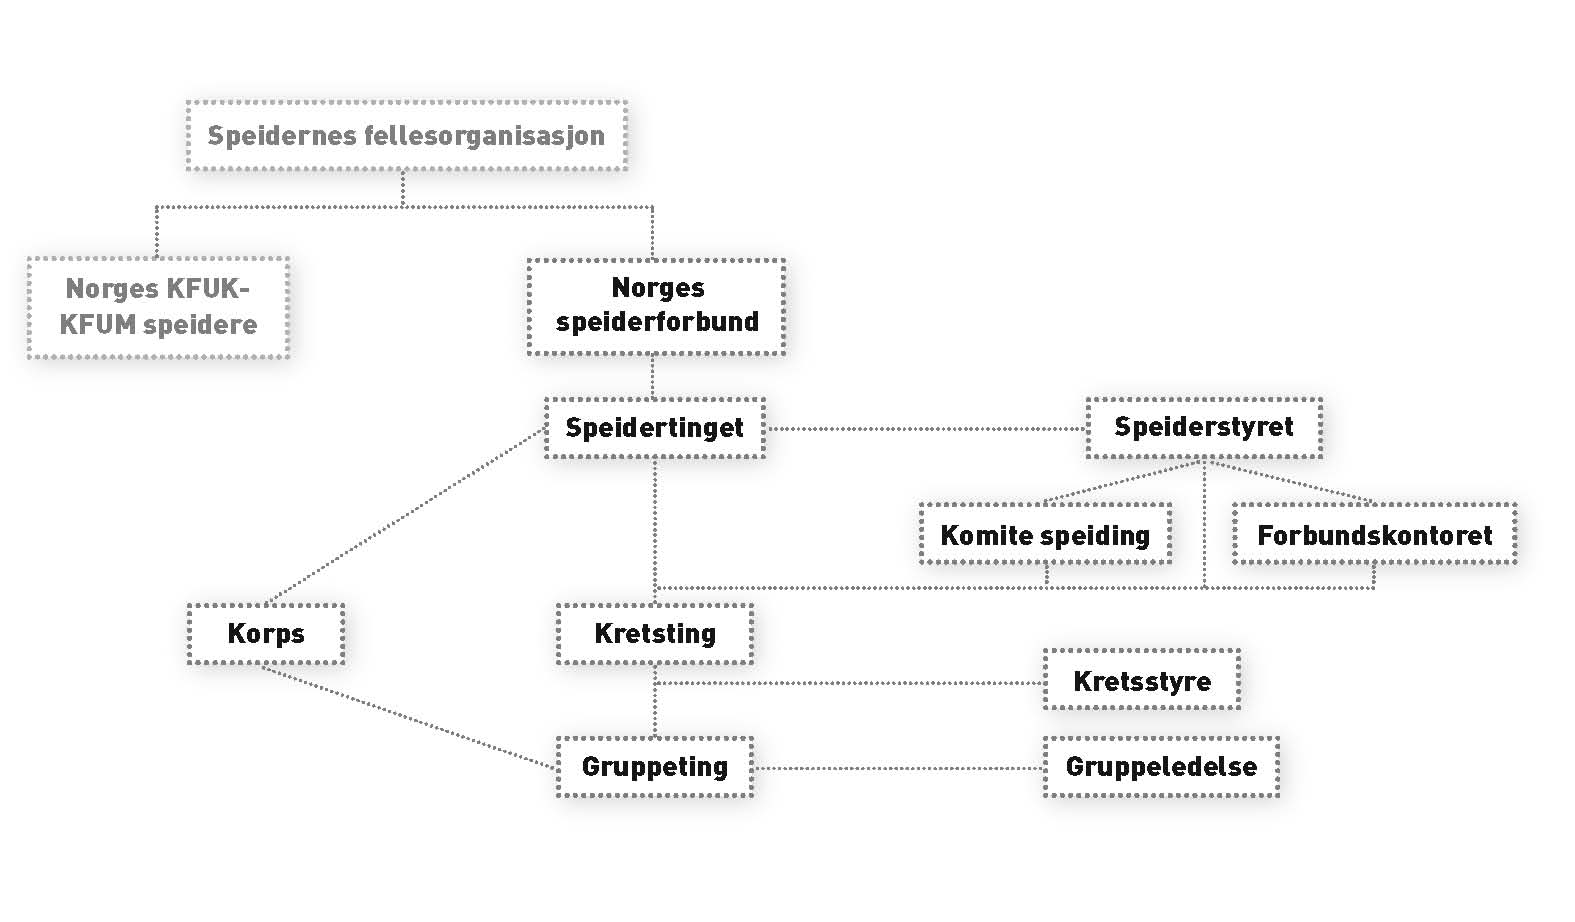 Speidernes fellesorganisasjon
Norges KFUK-
KFUM speidere
Norges
speiderforbund
Speidertinget
Speiderstyret
Komite speiding
Forbundskontoret
Korps
Kretsting
Kretsstyre
Gruppeting
Gruppeledelse